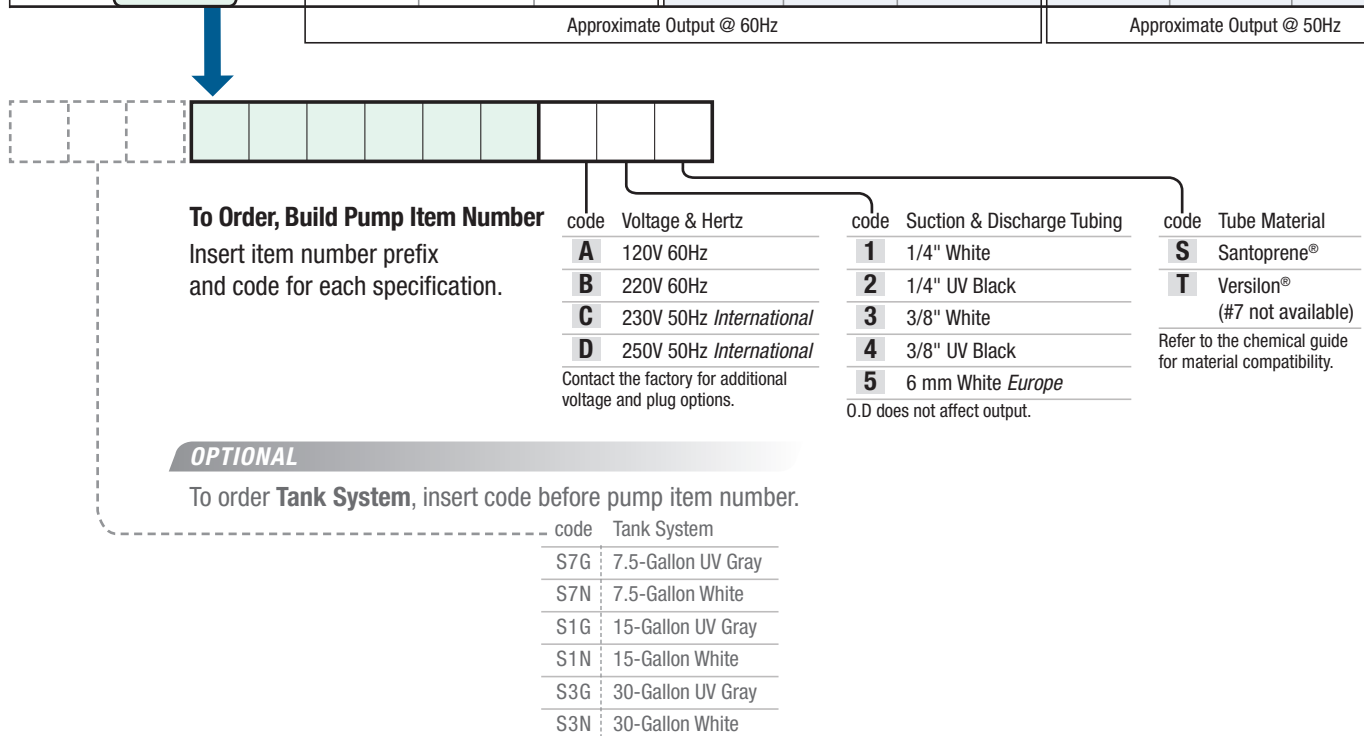 Approximate Output @ 60Hz
Approximate Output @ 50Hz
To Order, Build Pump Item Number
Insert item number prefix
and code for each specification.
code Voltage & Hertz
A 120V 60Hz
B 220V 60Hz
C 230V 50Hz International
D 250V 50Hz International
Contact the factory for additional
voltage and plug options.
code Suction & Discharge Tubing
1 1/4" White
2 1/4" UV Black
3 3/8" White
4 3/8" UV Black
5 6 mm White Europe
O.D does not affect output.
code Tube Material
S Santoprene®
T Versilon®
(#7 not available)
Refer to the chemical guide
for material compatibility.
OPTIONAL
To order Tank System, insert code before pump item number.
code Tank System
S7G 7.5-Gallon UV Gray
S7N 7.5-Gallon White
S1G 15-Gallon UV Gray
S1N 15-Gallon White
S3G 30-Gallon UV Gray
S3N 30-Gallon White